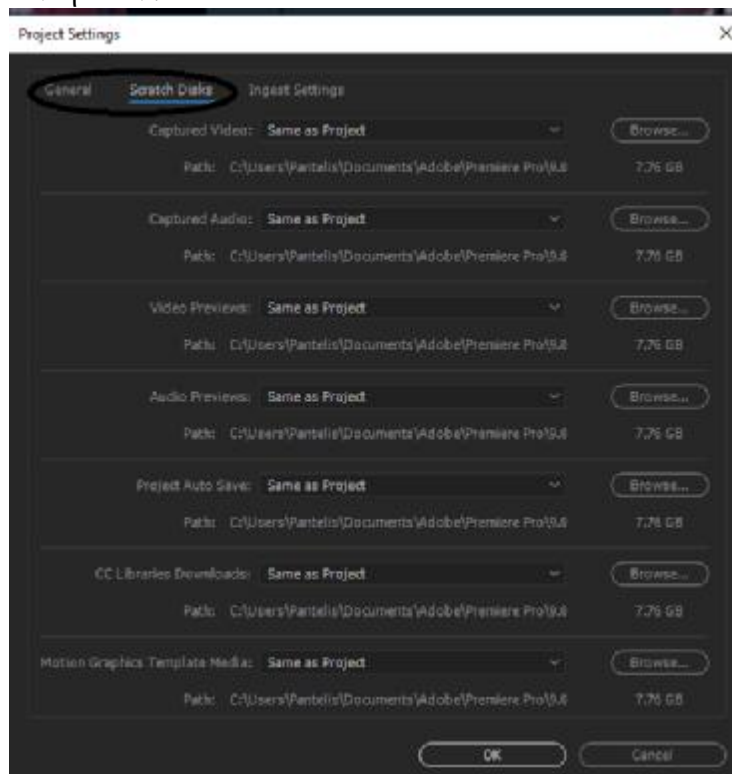 Project Settings
General Scratch Disks Ingest Settings
Captured Video: Same as Project Browse...
Path: C:\Users\Pantelis\Documents\Adobe\Premiere Pro\9.0 7.76 GB
Captured Audio: Same as Project Browse...
Path: C:\Users\Pantelis\Documents\Adobe\Premiere Pro\9.0 7.76 GB
Video Previews: Same as Project Browse...
Path: C:\Users\Pantelis\Documents\Adobe\Premiere Pro\9.0 7.76 GB
Audio Previews: Same as Project Browse...
Path: C:\Users\Pantelis\Documents\Adobe\Premiere Pro\9.0 7.76 GB
Project Auto Save: Same as Project Browse...
Path: C:\Users\Pantelis\Documents\Adobe\Premiere Pro\9.0 7.76 GB
CC Libraries Downloads: Same as Project Browse...
Path: C:\Users\Pantelis\Documents\Adobe\Premiere Pro\9.0 7.76 GB
Motion Graphics Template Media: Same as Project Browse...
Path: C:\Users\Pantelis\Documents\Adobe\Premiere Pro\9.0 7.76 GB
OK Cancel